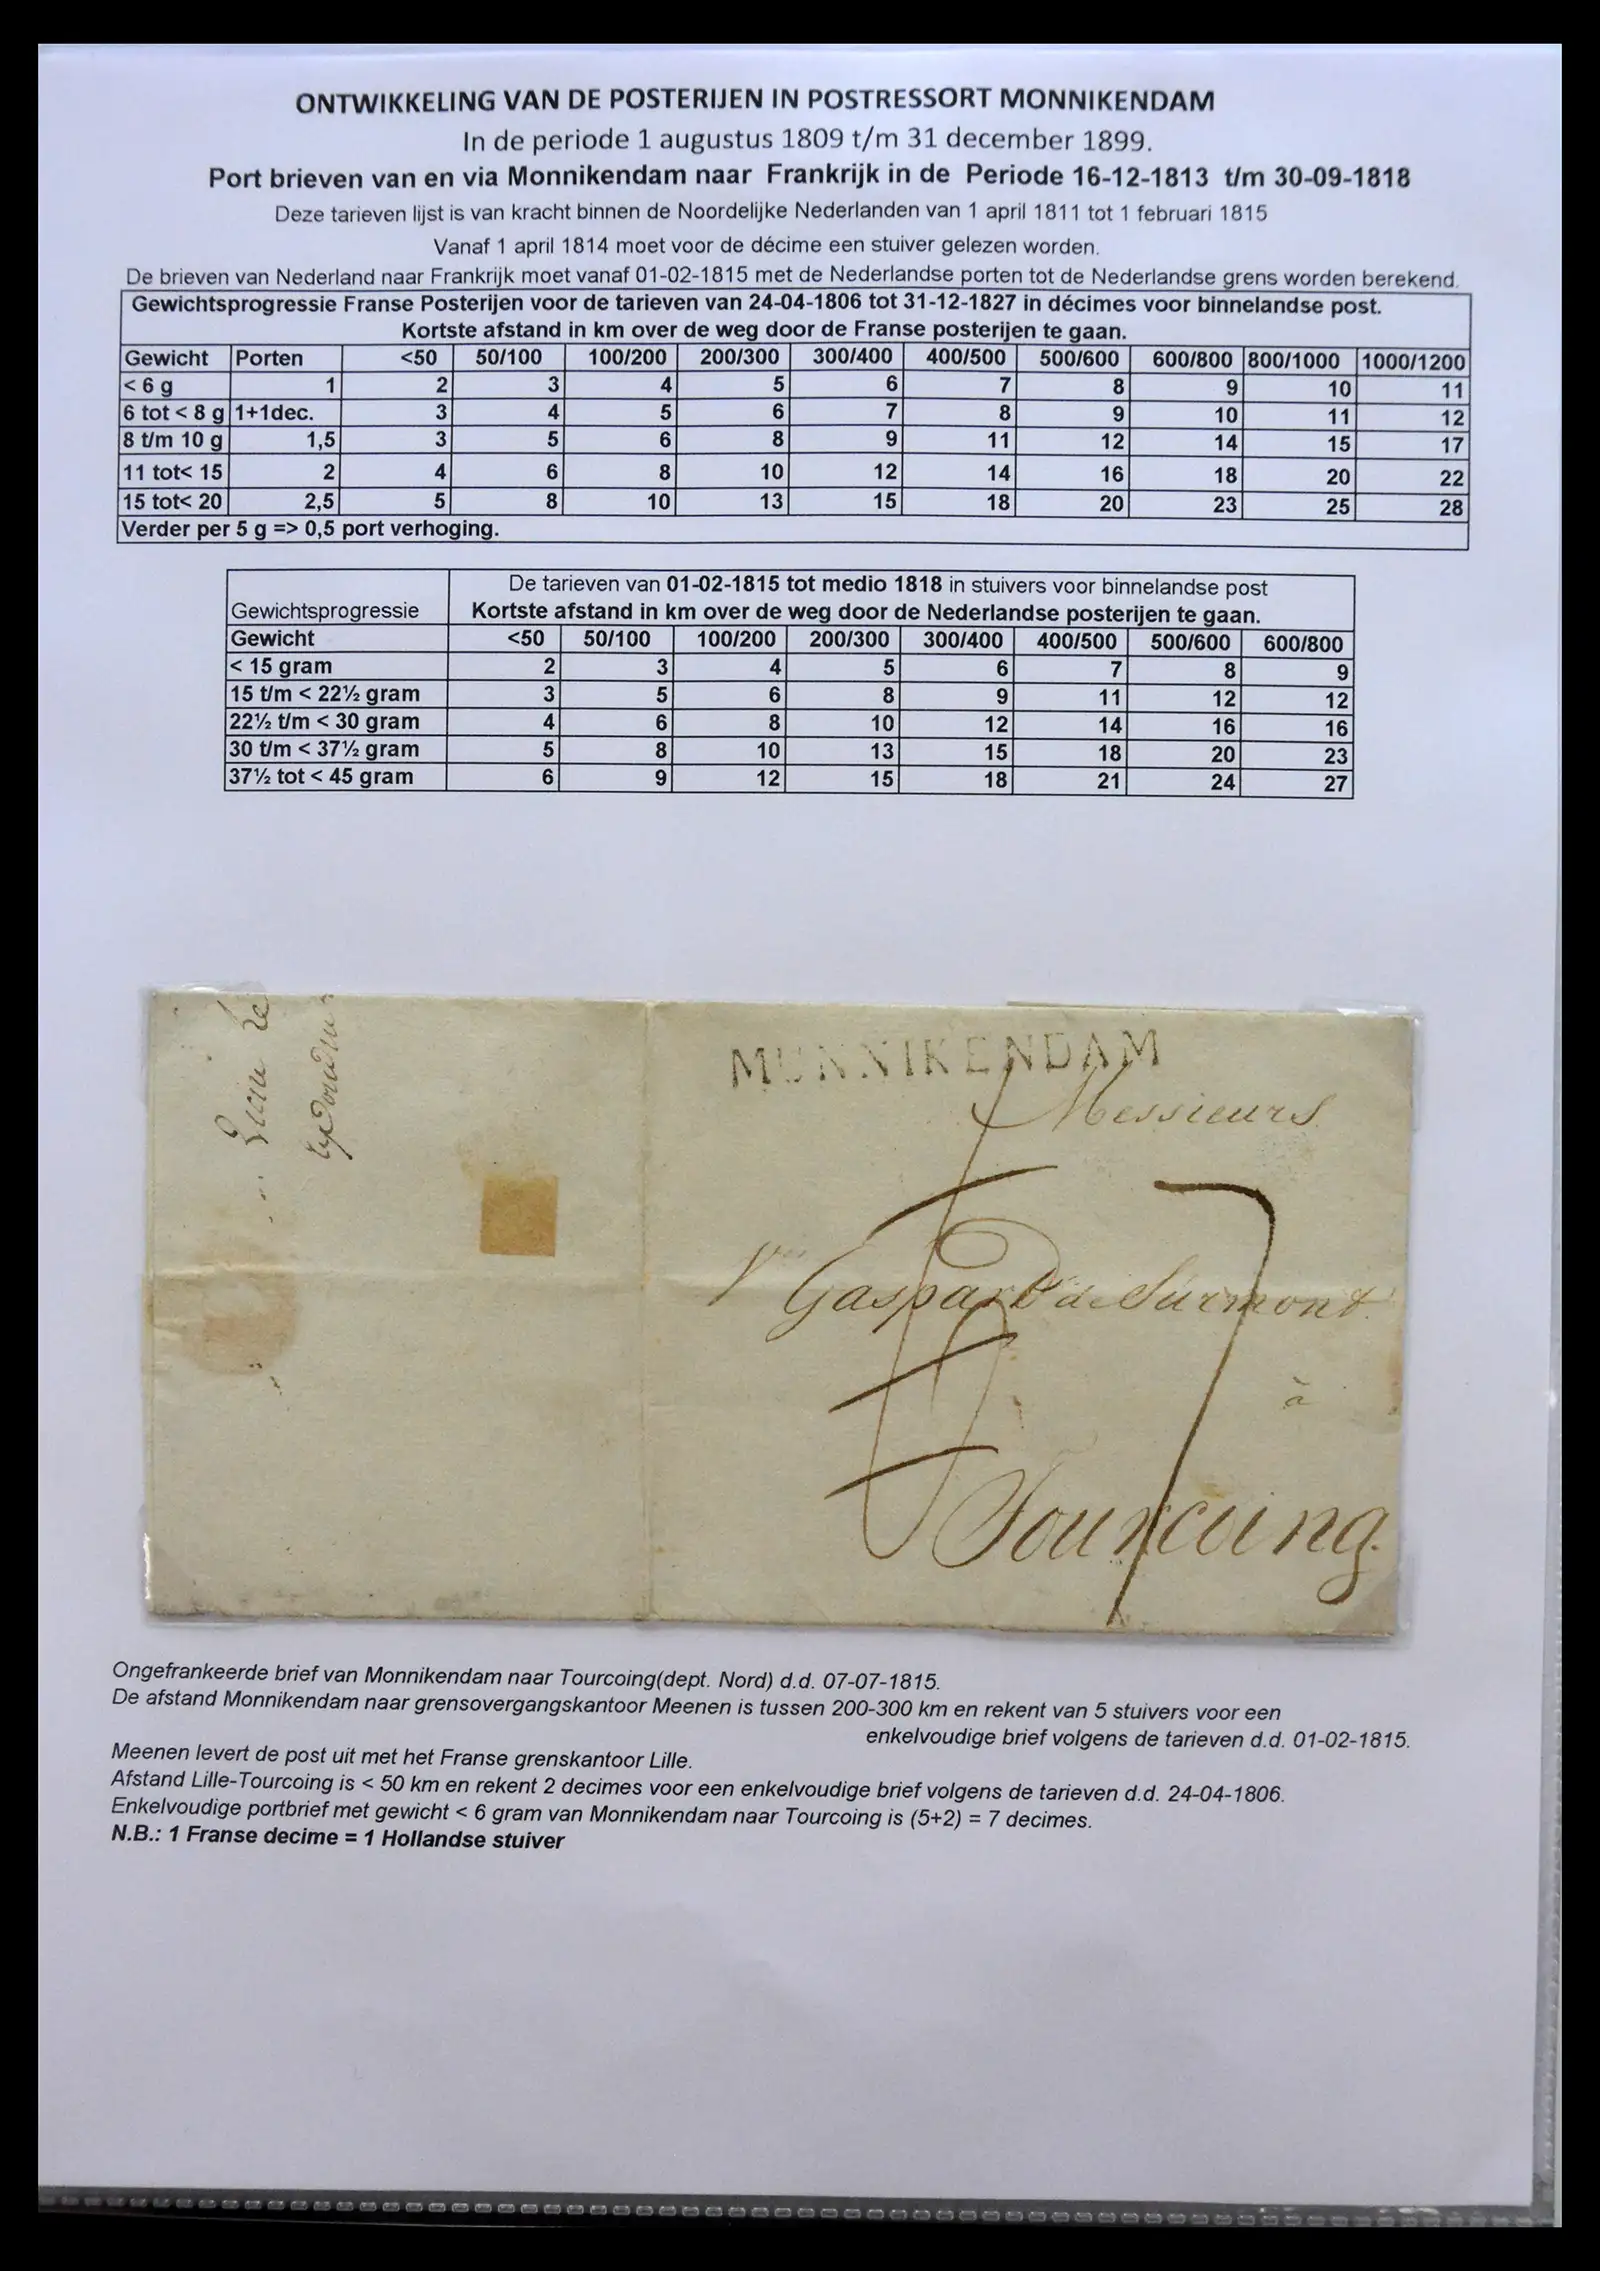 ONTWIKKELING VAN DE POSTERIJEN IN POSTRESSORT MONNIKENDAM
In de periode 1 augustus 1809 t/m 31 december 1899.
Port brieven van en via Monnikendam naar Frankrijk in de Periode 16-12-1813 t/m 30-09-1818
Deze tarieven lijst is van kracht binnen de Noordelijke Nederlanden van 1 april 1811 tot 1 februari 1815
Vanaf 1 april 1814 moet voor de décime een stuiver gelezen worden.
De brieven van Nederland naar Frankrijk moet vanaf 01-02-1815 met de Nederlandse porten tot de Nederlandse grens worden berekend.
Gewichtsprogressie Franse Posterijen voor de tarieven van 24-04-1806 tot 31-12-1827 in décimes voor binnelandse post.
Kortste afstand in km over de weg door de Franse posterijen te gaan.
Gewicht Porten <50 50/100 100/200 200/300 300/400 400/500 500/600 600/800 800/1000 1000/1200
< 6 g 1 2 3 4 5 6 7 8 9 10 11
6 tot < 8 g 1+1dec. 3 4 5 6 7 8 9 10 11 12
8 t/m 10 g 1,5 3 5 6 8 9 11 12 14 15 17
11 tot< 15 2 4 6 8 10 12 14 16 18 20 22
15 tot< 20 2,5 5 8 10 13 15 18 20 23 25 28
Verder per 5 g => 0,5 port verhoging.
De tarieven van 01-02-1815 tot medio 1818 in stuivers voor binnelandse post
Gewichtsprogressie Kortste afstand in km over de weg door de Nederlandse posterijen te gaan.
Gewicht <50 50/100 100/200 200/300 300/400 400/500 500/600 600/800
< 15 gram 2 3 4 5 6 7 8 9
15 t/m < 22½ gram 3 5 6 8 9 11 12 12
22½ t/m < 30 gram 4 6 8 10 12 14 16 16
30 t/m < 37½ gram 5 8 10 13 15 18 20 23
37½ tot < 45 gram 6 9 12 15 18 21 24 27
MUNNIKENDAM
Messieurs
Gaspard de Surmont
7
à
Tourcoing.
Ongefrankeerde brief van Monnikendam naar Tourcoing(dept. Nord) d.d. 07-07-1815.
De afstand Monnikendam naar grensovergangskantoor Meenen is tussen 200-300 km en rekent van 5 stuivers voor een
enkelvoudige brief volgens de tarieven d.d. 01-02-1815.
Meenen levert de post uit met het Franse grenskantoor Lille.
Afstand Lille-Tourcoing is < 50 km en rekent 2 decimes voor een enkelvoudige brief volgens de tarieven d.d. 24-04-1806.
Enkelvoudige portbrief met gewicht < 6 gram van Monnikendam naar Tourcoing is (5+2) = 7 decimes.
N.B.: 1 Franse decime = 1 Hollandse stuiver